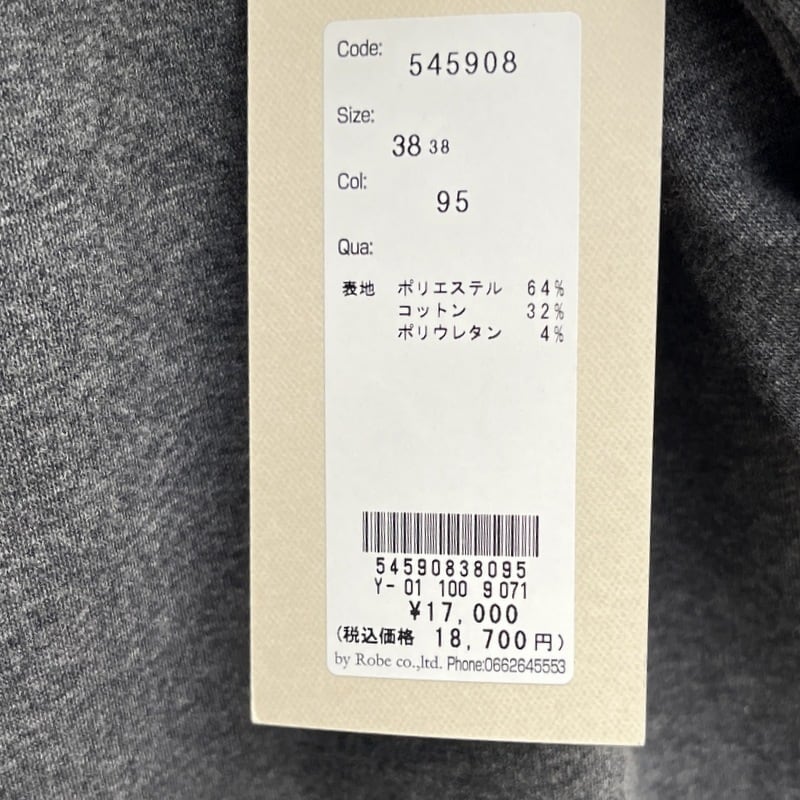 Code: 545908
Size: 38 38
Col: 95
Qua:
表地 ポリエステル 64%
コットン 32%
ポリウレタン 4%
54590838095
Y-01 100 9071
¥17,000
(税込価格 18,700円)
by Robe co.,ltd. Phone:0662645553